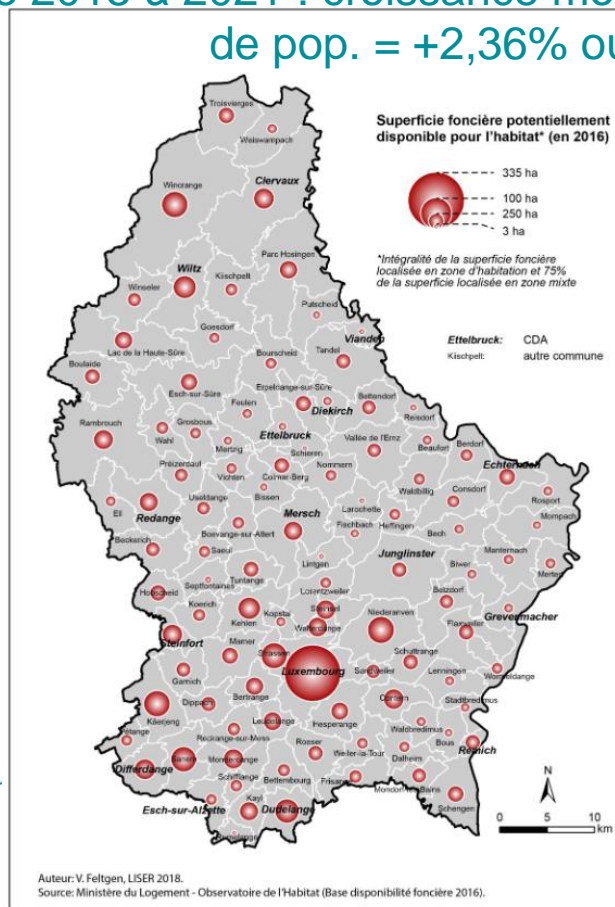 2015 à 2021 : croissance
de pop. = +2,36% ou
Superficie foncière potentiellement
disponible pour l'habitat* (en 2016)
335 ha
100 ha
250 ha
3 ha
*Intégralité de la superficie foncière
localisée en zone d'habitation et 75%
de la superficie localisée en zone mixte
Ettelbruck: CDA
Kiischpelt: autre commune
Troisvierges
Weiswampach
Wincrange
Clervaux
Parc Hosingen
Wiltz
Kiischpelt
Winseler
Putscheid
Goesdorf
Vianden
Lac de la Haute-Sûre
Bourscheid
Tandel
Boulaide
Esch-sur-Sûre
Erpeldange-sur-Sûre
Feulen
Diekirch
Bettendorf
Reisdorf
Rambrouch
Wahl
Grosbous
Ettelbruck
Mertzig
Schieren
Vallée de l'Ernz
Beaufort
Berdorf
Préizerdaul
Vichten
Colmar-Berg
Nommern
Echternach
Waldbillig
Consdorf
Rosport
Ell
Redange
Useldange
Bissen
Mersch
Larochette
Heffingen
Mompach
Beckerich
Boevange-sur-Attert
Fischbach
Bech
Saeul
Lintgen
Junglinster
Manternach
Biwer
Mertert
Septfontaines
Tuntange
Lorentzweiler
Hobscheid
Koerich
Kehlen
Kopstal
Steinsel
Walferdange
Niederanven
Betzdorf
Grevenmacher
Flaxweiler
Steinfort
Mamer
Strassen
Luxembourg
Sandweiler
Schuttrange
Lenningen
Wormeldange
Garnich
Bertrange
Contern
Stadtbredimus
Käerjeng
Dippach
Leudelange
Hesperange
Waldbredimus
Bous
Pétange
Reckange-sur-Mess
Roeser
Weiler-la-Tour
Dalheim
Remich
Differdange
Sanem
Mondercange
Bettembourg
Frisange
Mondorf-les-Bains
Schifflange
Schengen
Esch-sur-Alzette
Kayl
Dudelange
Rumelange
N
0 5 10
km
Auteur: V. Feltgen, LISER 2018.
Source: Ministère du Logement - Observatoire de l'Habitat (Base disponibilité foncière 2016).